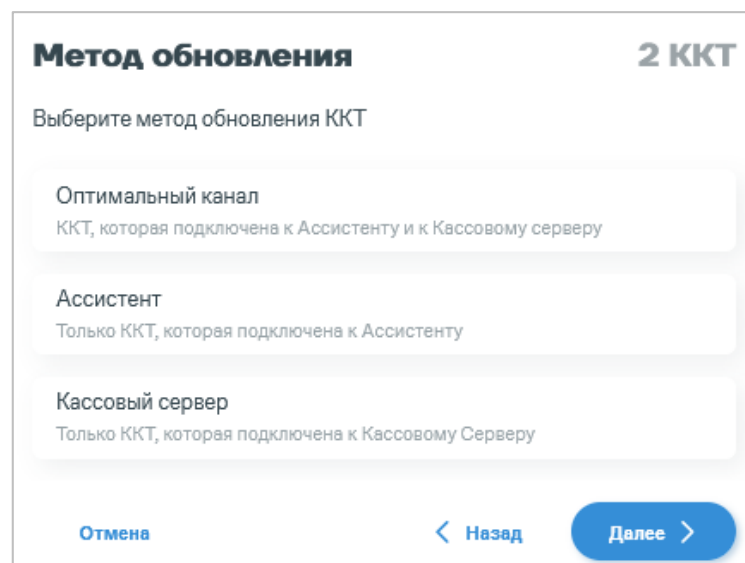 Метод обновления 2 ККТ
Выберите метод обновления ККТ
Оптимальный канал
ККТ, которая подключена к Ассистенту и к Кассовому серверу
Ассистент
Только ККТ, которая подключена к Ассистенту
Кассовый сервер
Только ККТ, которая подключена к Кассовому Серверу
Отмена Назад Далее